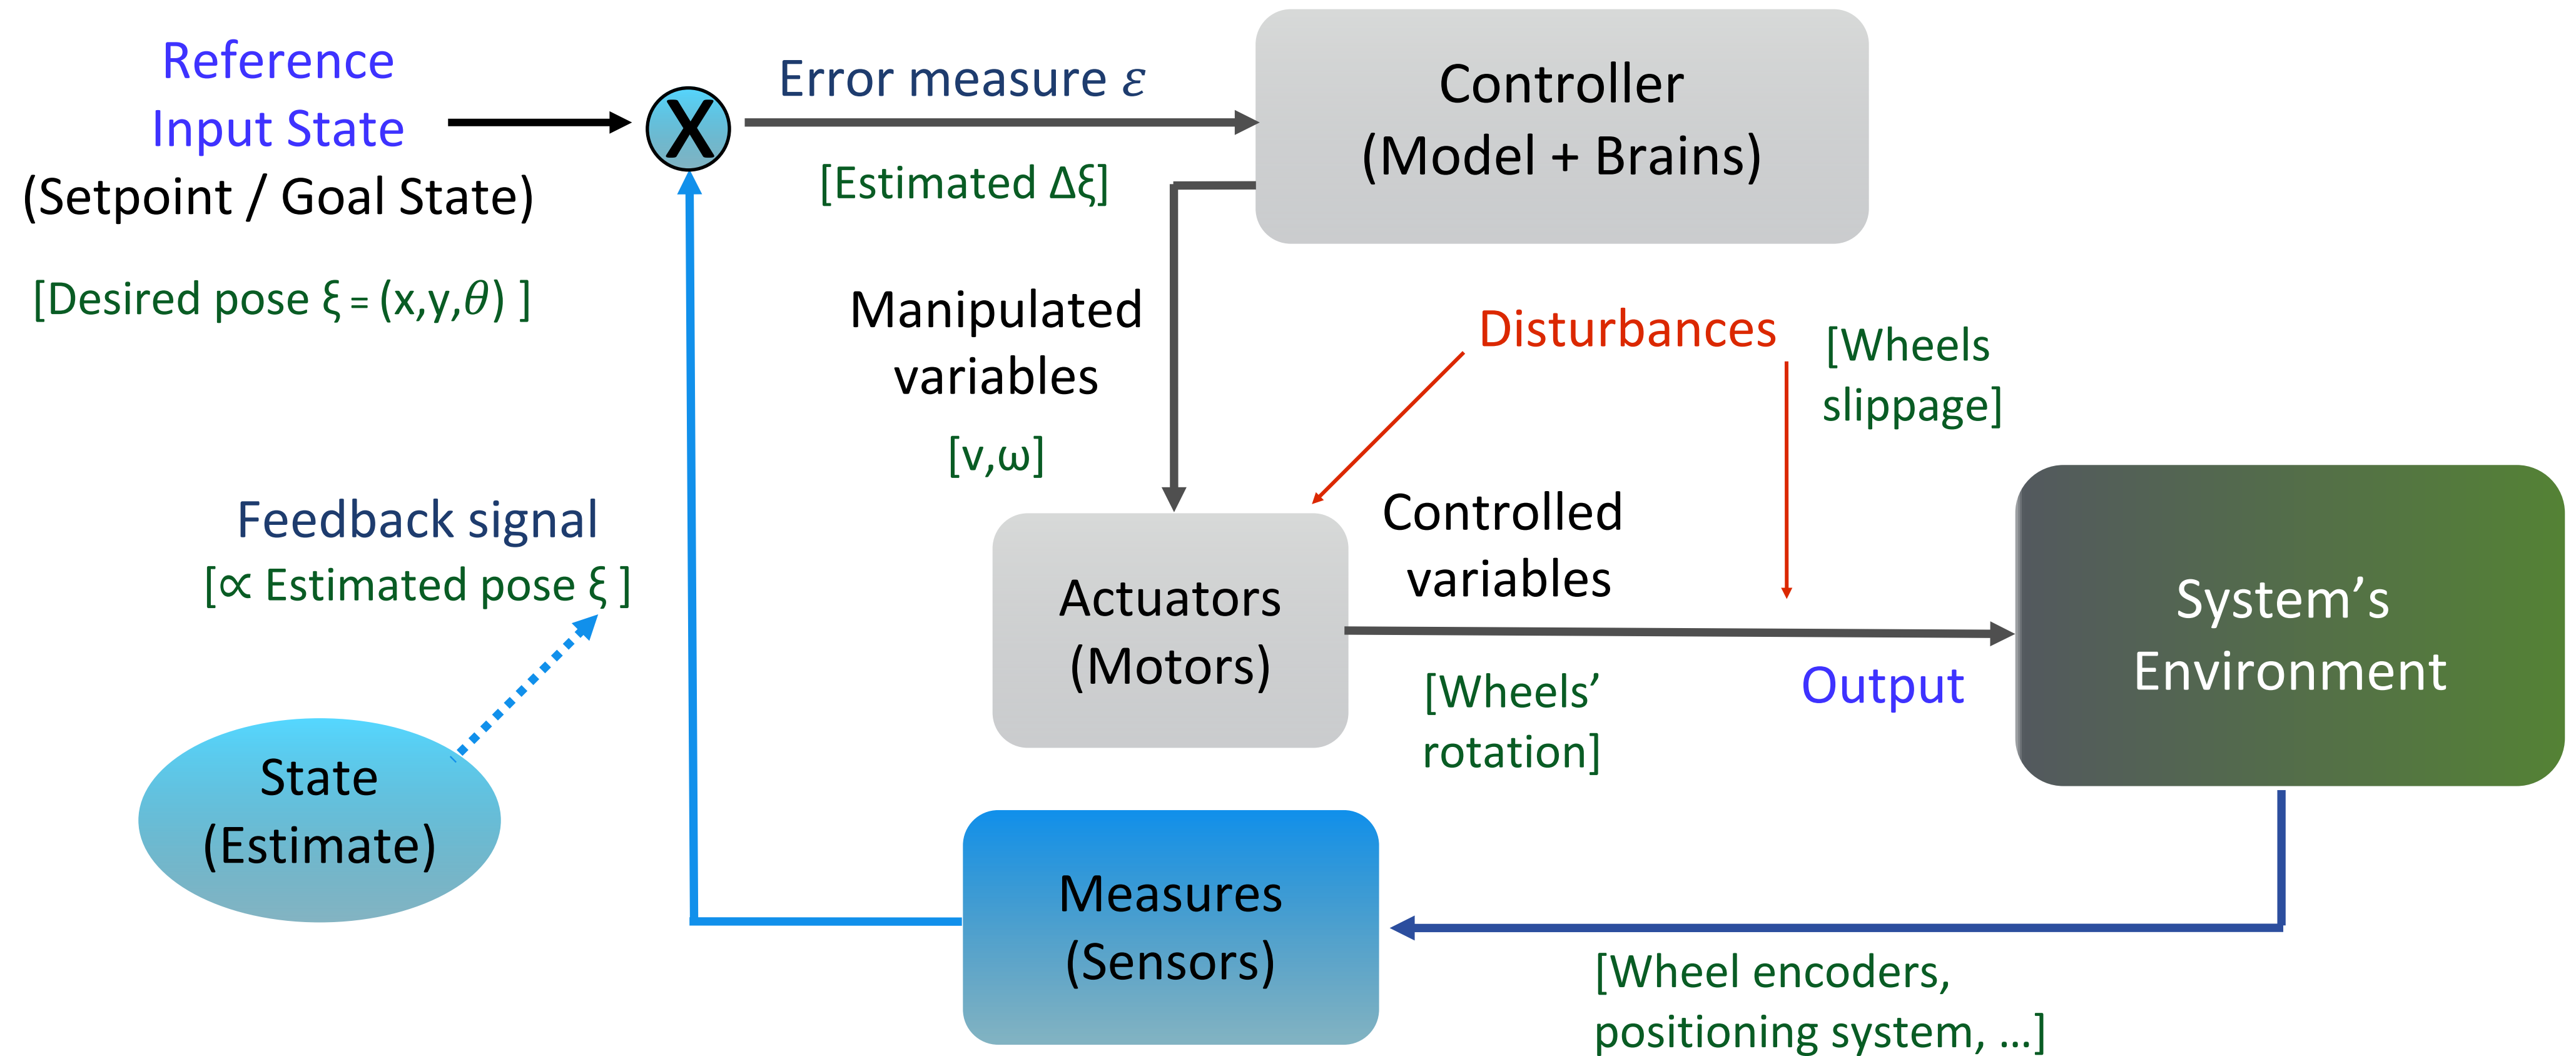 Reference
Input State
(Setpoint / Goal State)
[Desired pose ξ = (x,y,θ) ]
X
Error measure ε
[Estimated Δξ]
Controller
(Model + Brains)
Manipulated
variables
[v,ω]
Disturbances
[Wheels
slippage]
Feedback signal
[∝ Estimated pose ξ ]
State
(Estimate)
Actuators
(Motors)
Controlled
variables
[Wheels’
rotation]
Output
System’s
Environment
Measures
(Sensors)
[Wheel encoders,
positioning system, ...]